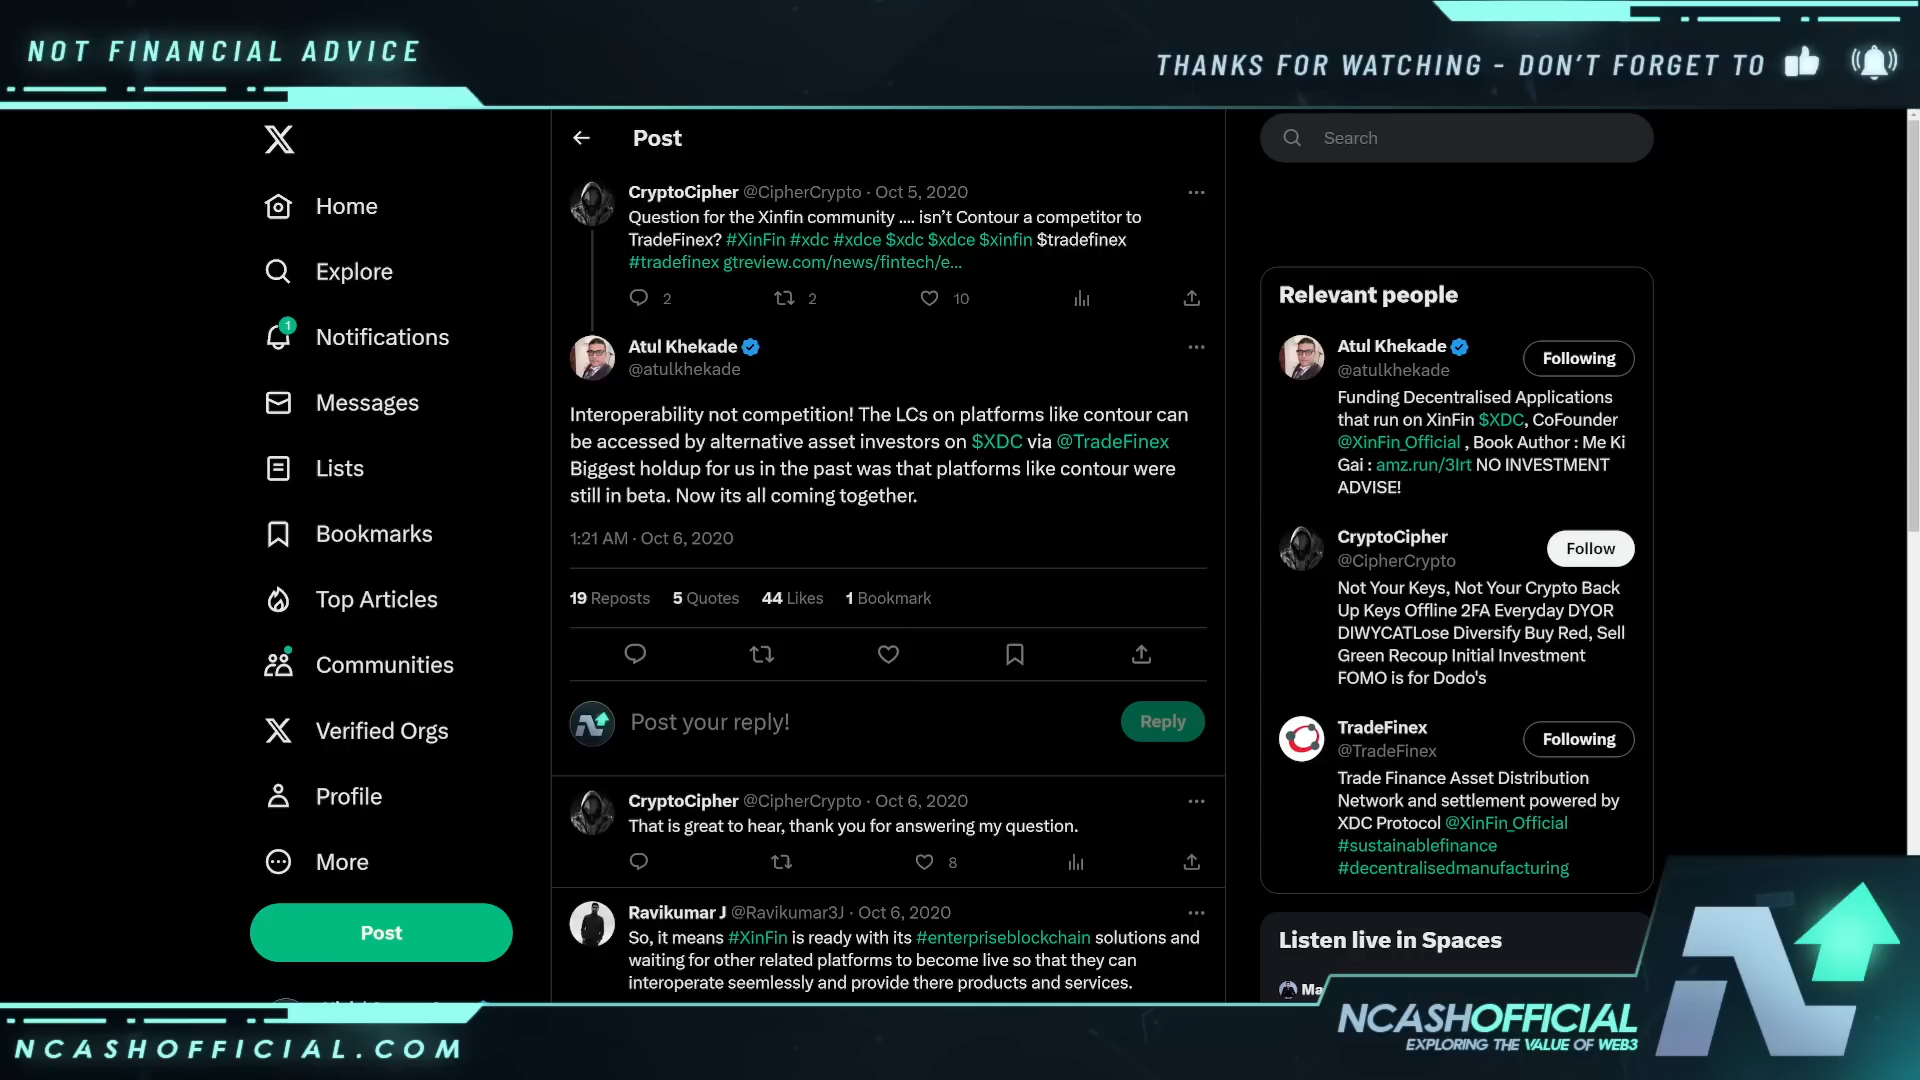 NOT FINANCIAL ADVICE
THANKS FOR WATCHING - DON'T FORGET TO
Home
Explore
1
Notifications
Messages
Lists
Bookmarks
Top Articles
Communities
Verified Orgs
Profile
More
Post
Post
CryptoCipher @CipherCrypto · Oct 5, 2020
Question for the Xinfin community .... isn't Contour a competitor to
TradeFinex? #XinFin #xdc #xdce $xdc $xdce $xinfin $tradefinex
#tradefinex gtreview.com/news/fintech/e...
2 2 10
Atul Khekade
@atulkhekade
Interoperability not competition! The LCs on platforms like contour can
be accessed by alternative asset investors on $XDC via @TradeFinex
Biggest holdup for us in the past was that platforms like contour were
still in beta. Now its all coming together.
1:21 AM · Oct 6, 2020
19 Reposts 5 Quotes 44 Likes 1 Bookmark
Post your reply!
Reply
CryptoCipher @CipherCrypto · Oct 6, 2020
That is great to hear, thank you for answering my question.
8
Ravikumar J @Ravikumar3J · Oct 6, 2020
So, it means #XinFin is ready with its #enterpriseblockchain solutions and
waiting for other related platforms to become live so that they can
interoperate seemlessly and provide there products and services.
Search
Relevant people
Atul Khekade
@atulkhekade
Following
Funding Decentralised Applications
that run on XinFin $XDC, CoFounder
@XinFin_Official , Book Author : Me Ki
Gai : amz.run/3Irt NO INVESTMENT
ADVISE!
CryptoCipher
@CipherCrypto
Follow
Not Your Keys, Not Your Crypto Back
Up Keys Offline 2FA Everyday DYOR
DIWYCATLose Diversify Buy Red, Sell
Green Recoup Initial Investment
FOMO is for Dodo's
TradeFinex
@TradeFinex
Following
Trade Finance Asset Distribution
Network and settlement powered by
XDC Protocol @XinFin_Official
#sustainablefinance
#decentralisedmanufacturing
Listen live in Spaces
Ma
NCASHOFFICIAL.COM
NCASHOFFICIAL
EXPLORING THE VALUE OF WEB3